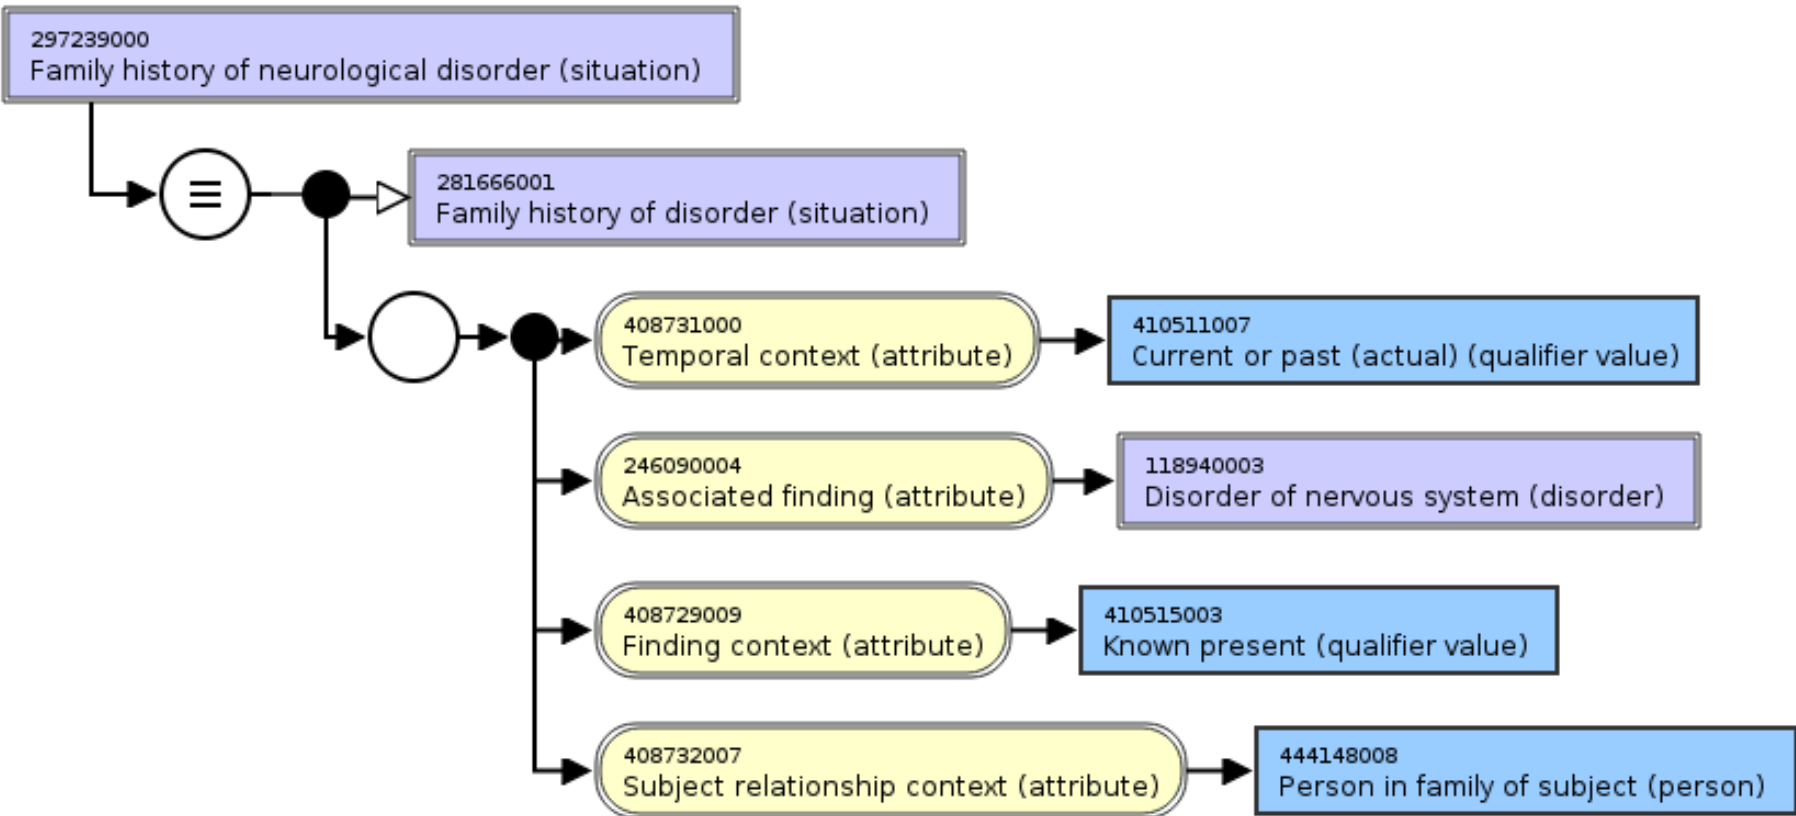 297239000
Family history of neurological disorder (situation)
≡
281666001
Family history of disorder (situation)
408731000
Temporal context (attribute)
410511007
Current or past (actual) (qualifier value)
246090004
Associated finding (attribute)
118940003
Disorder of nervous system (disorder)
408729009
Finding context (attribute)
410515003
Known present (qualifier value)
408732007
Subject relationship context (attribute)
444148008
Person in family of subject (person)